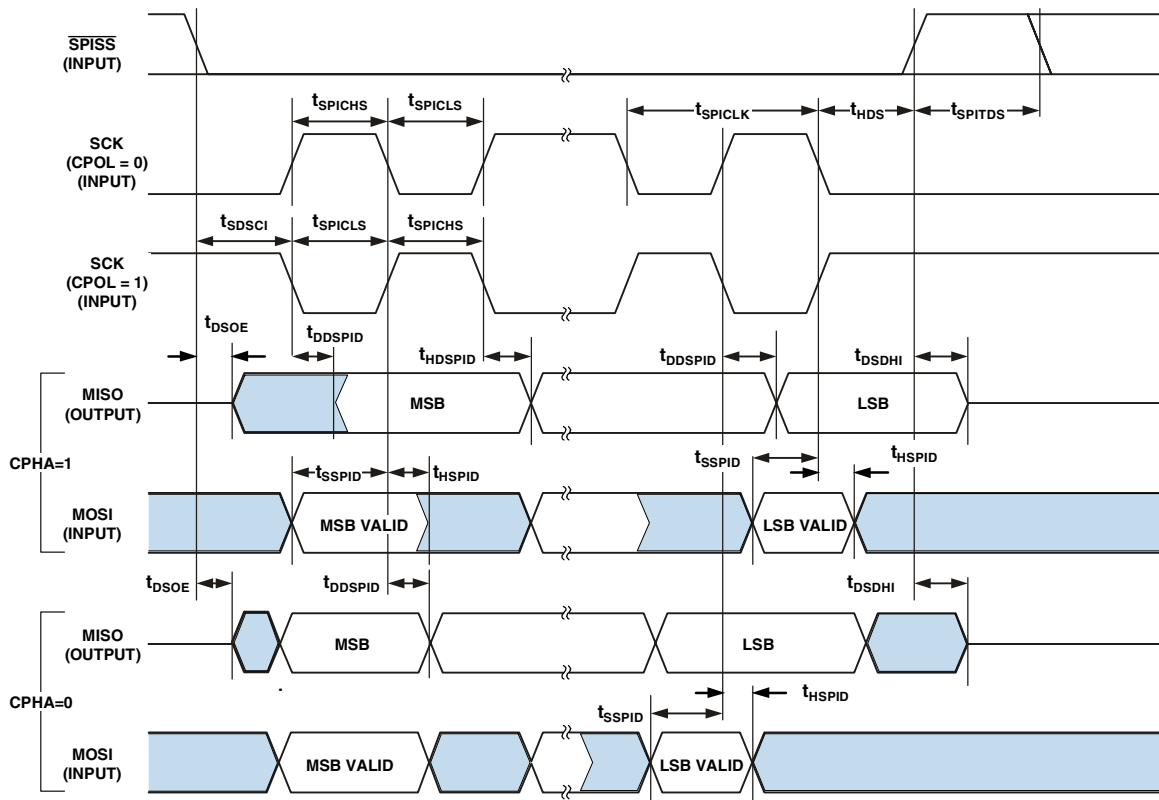 SPISS
(INPUT)
tSPICHS
tSPICLS
tSPICLK
tHDS
tSPITDS
SCK
(CPOL = 0)
(INPUT)
tSDSCI
tSPICLS
tSPICHS
SCK
(CPOL = 1)
(INPUT)
tDSOE
tDDSPID
tHDSPID
tDDSPID
tDSDHI
MISO
(OUTPUT)
MSB
LSB
CPHA=1
tSSPID
tHSPID
tSSPID
tHSPID
MOSI
(INPUT)
MSB VALID
LSB VALID
tDSOE
tDDSPID
tDSDHI
MISO
(OUTPUT)
MSB
LSB
CPHA=0
tSSPID
tHSPID
MOSI
(INPUT)
MSB VALID
LSB VALID